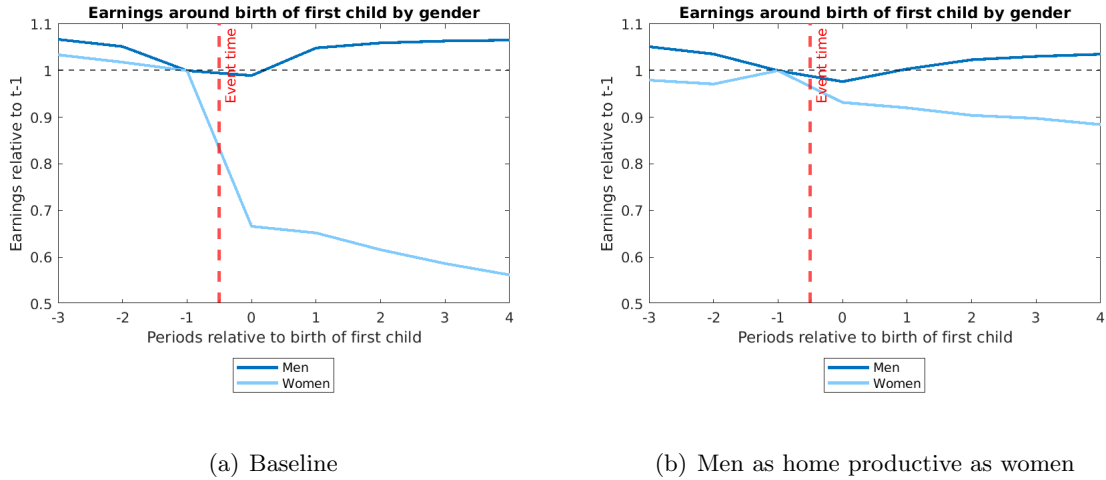 Earnings around birth of first child by gender
1.1
1
0.9
0.8
0.7
0.6
0.5
Earnings relative to t-1
Event time
-3 -2 -1 0 1 2 3 4
Periods relative to birth of first child
Men
Women
(a) Baseline
Earnings around birth of first child by gender
1.1
1
0.9
0.8
0.7
0.6
0.5
Earnings relative to t-1
Event time
-3 -2 -1 0 1 2 3 4
Periods relative to birth of first child
Men
Women
(b) Men as home productive as women